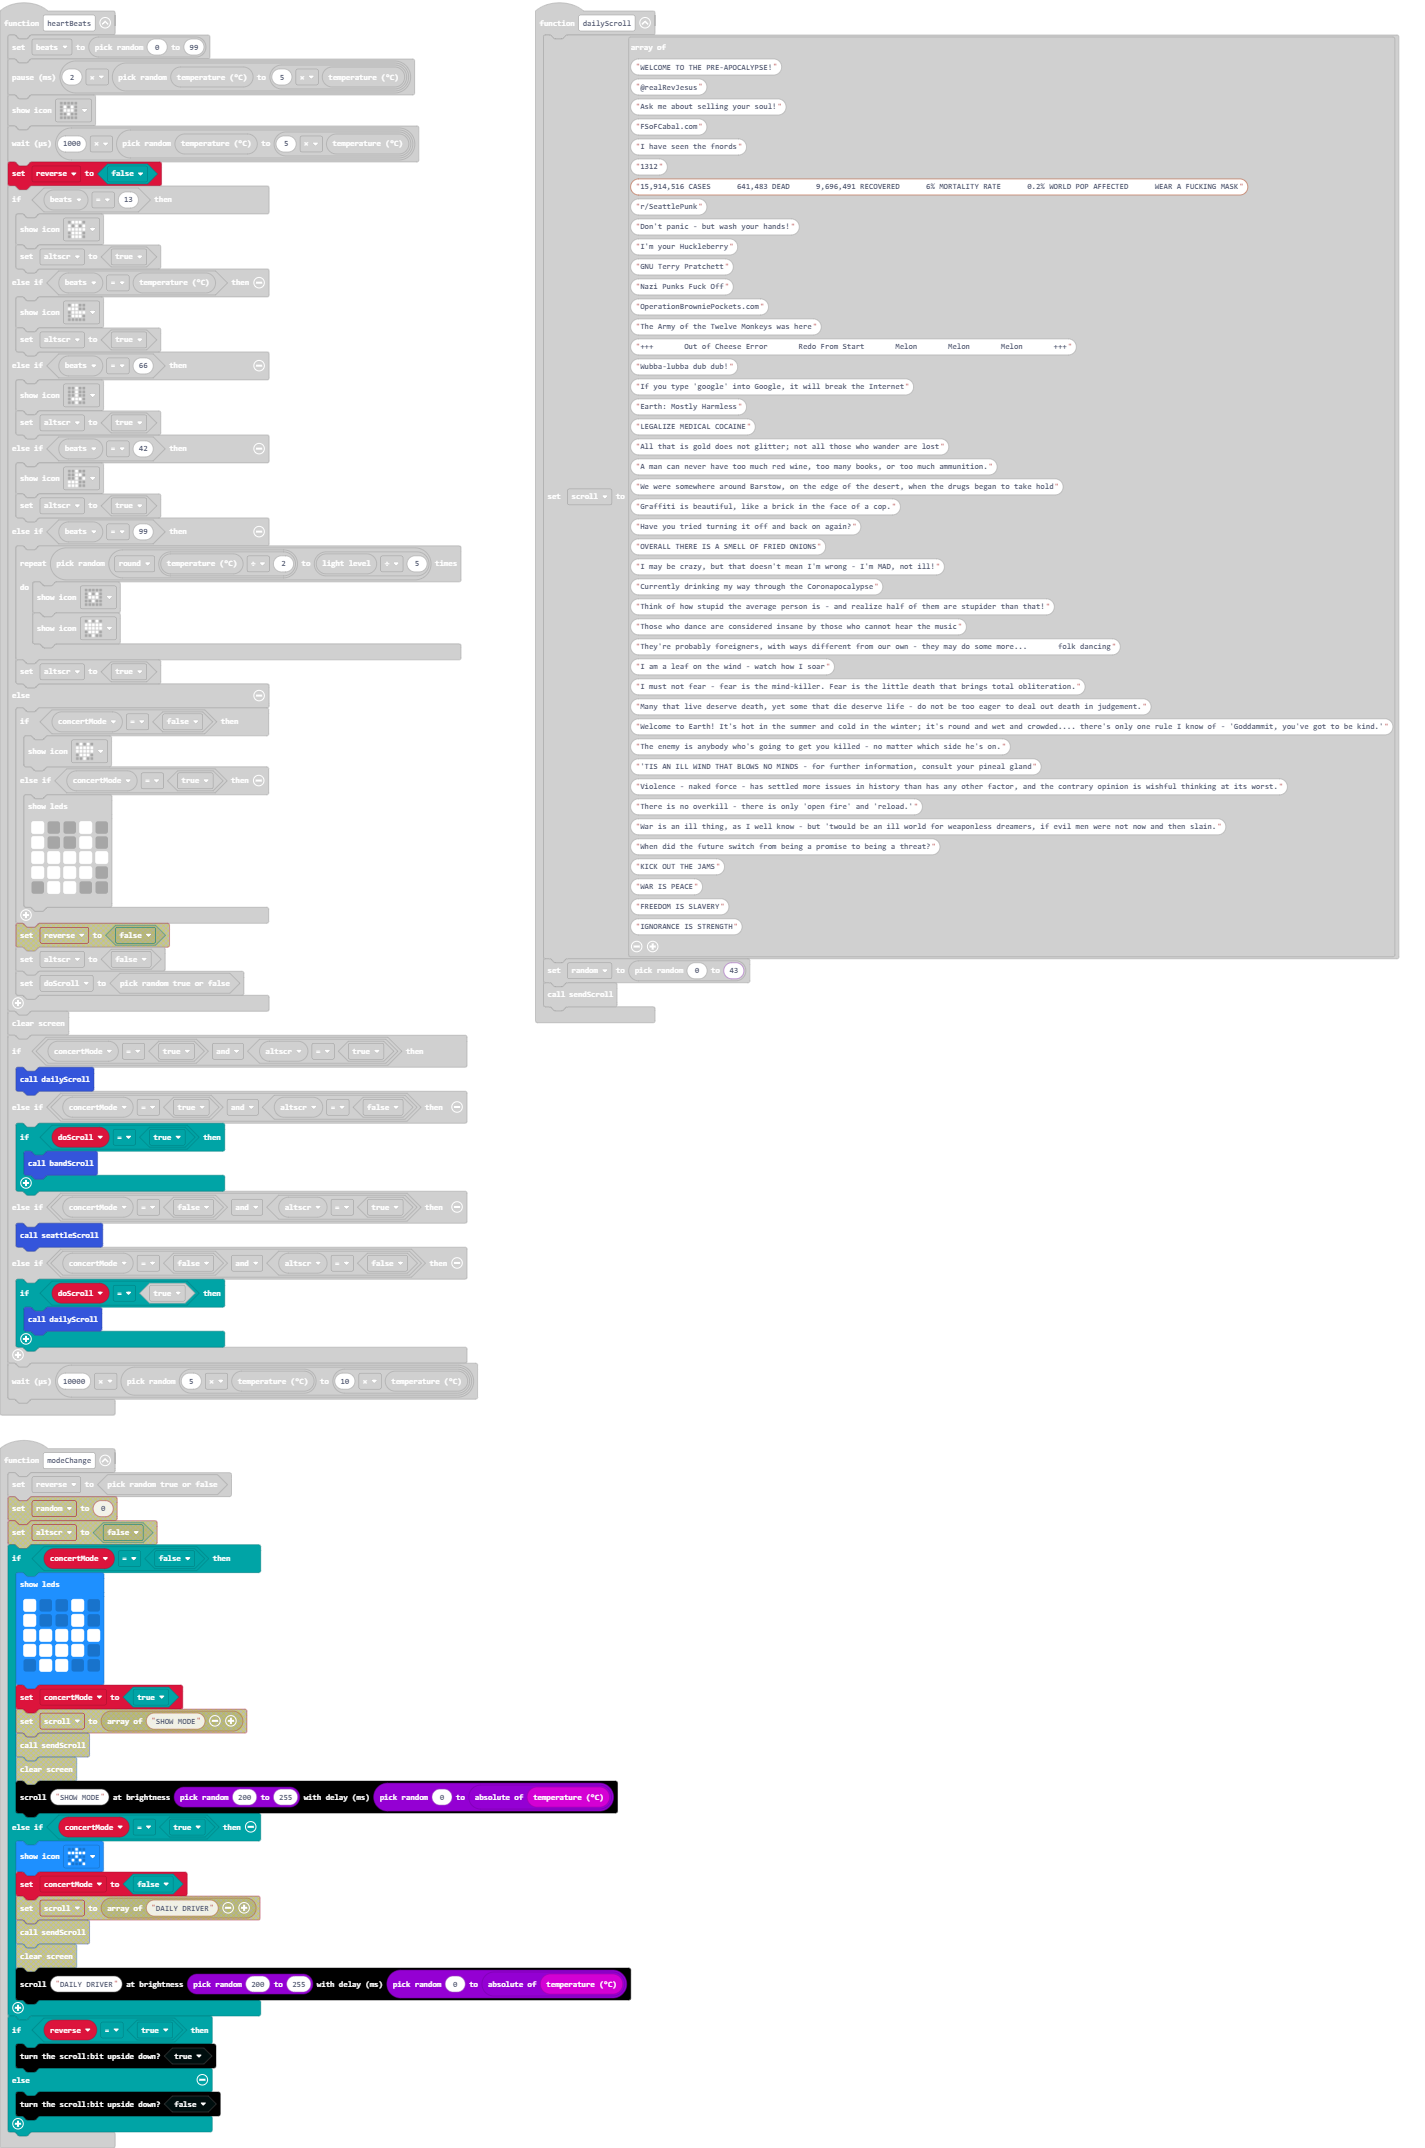 function heartBeats
set beats to pick random 0 to 99
pause (ms) 2 × pick random temperature (°C) to 5 × temperature (°C)
show icon
wait (µs) 1000 × pick random temperature (°C) to 5 × temperature (°C)
set reverse to false
if beats = 13 then
show icon
set altscr to true
else if beats = temperature (°C) then
show icon
set altscr to true
else if beats = 66 then
show icon
set altscr to true
else if beats = 42 then
show icon
set altscr to true
else if beats = 99 then
repeat pick random round temperature (°C) ÷ 2 to light level ÷ 5 times
do
show icon
show icon
set altscr to true
else
if concertMode = false then
show icon
else if concertMode = true then
show leds
set reverse to false
set altscr to false
set doScroll to pick random true or false
clear screen
if concertMode = true and altscr = true then
call dailyScroll
else if concertMode = true and altscr = false then
if doScroll = true then
call bandScroll
else if concertMode = false and altscr = true then
call seattleScroll
else if concertMode = false and altscr = false then
if doScroll = true then
call dailyScroll
wait (µs) 10000 × pick random 5 × temperature (°C) to 10 × temperature (°C)
function modeChange
set reverse to pick random true or false
set random to 0
set altscr to false
if concertMode = false then
show leds
set concertMode to true
set scroll to array of "SHOW MODE"
call sendScroll
clear screen
scroll "SHOW MODE" at brightness pick random 200 to 255 with delay (ms) pick random 0 to absolute of temperature (°C)
else if concertMode = true then
show icon
set concertMode to false
set scroll to array of "DAILY DRIVER"
call sendScroll
clear screen
scroll "DAILY DRIVER" at brightness pick random 200 to 255 with delay (ms) pick random 0 to absolute of temperature (°C)
if reverse = true then
turn the scroll:bit upside down? true
else
turn the scroll:bit upside down? false
function dailyScroll
set scroll to
array of
"WELCOME TO THE PRE-APOCALYPSE!"
"@realRevJesus"
"Ask me about selling your soul!"
"FSoFCabal.com"
"I have seen the fnords"
"1312"
"15,914,516 CASES 641,483 DEAD 9,696,491 RECOVERED 6% MORTALITY RATE 0.2% WORLD POP AFFECTED WEAR A FUCKING MASK"
"r/SeattlePunk"
"Don't panic - but wash your hands!"
"I'm your Huckleberry"
"GNU Terry Pratchett"
"Nazi Punks Fuck Off"
"OperationBrowniePockets.com"
"The Army of the Twelve Monkeys was here"
"+++ Out of Cheese Error Redo From Start Melon Melon Melon +++"
"Wubba-lubba dub dub!"
"If you type 'google' into Google, it will break the Internet"
"Earth: Mostly Harmless"
"LEGALIZE MEDICAL COCAINE"
"All that is gold does not glitter; not all those who wander are lost"
"A man can never have too much red wine, too many books, or too much ammunition."
"We were somewhere around Barstow, on the edge of the desert, when the drugs began to take hold"
"Graffiti is beautiful, like a brick in the face of a cop."
"Have you tried turning it off and back on again?"
"OVERALL THERE IS A SMELL OF FRIED ONIONS"
"I may be crazy, but that doesn't mean I'm wrong - I'm MAD, not ill!"
"Currently drinking my way through the Coronapocalypse"
"Think of how stupid the average person is - and realize half of them are stupider than that!"
"Those who dance are considered insane by those who cannot hear the music"
"They're probably foreigners, with ways different from our own - they may do some more... folk dancing"
"I am a leaf on the wind - watch how I soar"
"I must not fear - fear is the mind-killer. Fear is the little death that brings total obliteration."
"Many that live deserve death, yet some that die deserve life - do not be too eager to deal out death in judgement."
"Welcome to Earth! It's hot in the summer and cold in the winter; it's round and wet and crowded.... there's only one rule I know of - 'Goddammit, you've got to be kind.'"
"The enemy is anybody who's going to get you killed - no matter which side he's on."
"'TIS AN ILL WIND THAT BLOWS NO MINDS - for further information, consult your pineal gland"
"Violence - naked force - has settled more issues in history than has any other factor, and the contrary opinion is wishful thinking at its worst."
"There is no overkill - there is only 'open fire' and 'reload.'"
"War is an ill thing, as I well know - but 'twould be an ill world for weaponless dreamers, if evil men were not now and then slain."
"When did the future switch from being a promise to being a threat?"
"KICK OUT THE JAMS"
"WAR IS PEACE"
"FREEDOM IS SLAVERY"
"IGNORANCE IS STRENGTH"
set random to pick random 0 to 43
call sendScroll